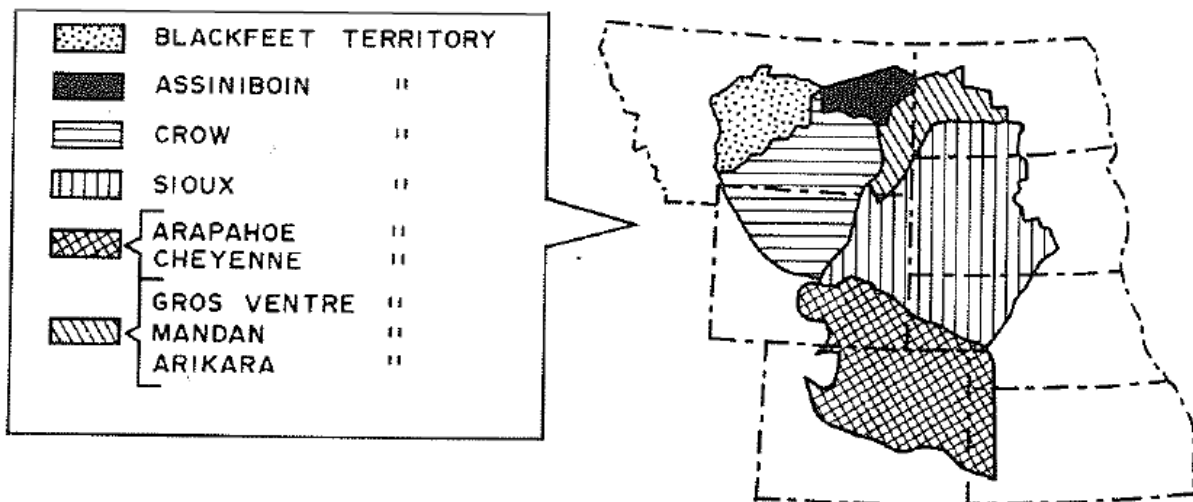 BLACKFEET TERRITORY
ASSINIBOIN "
CROW "
SIOUX "
ARAPAHOE "
CHEYENNE "
GROS VENTRE "
MANDAN "
ARIKARA "